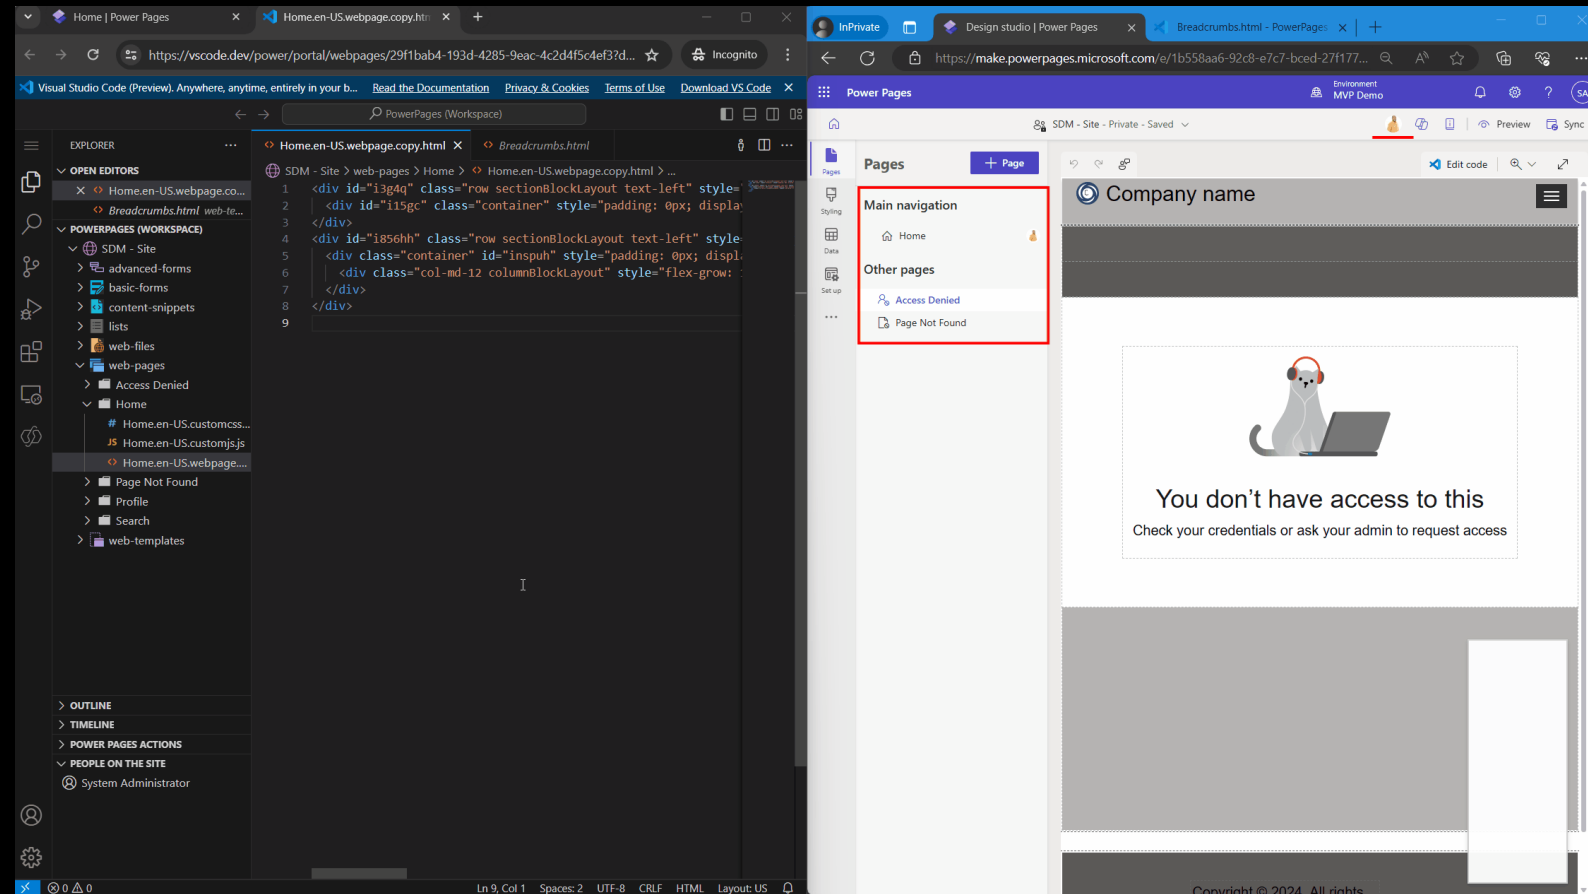 Home | Power Pages
Home.en-US.webpage.copy.htm
https://vscode.dev/power/portal/webpages/29f1bab4-193d-4285-9eac-4c2d4f5c4ef3?d...
Incognito
Visual Studio Code (Preview). Anywhere, anytime, entirely in your b...
Read the Documentation
Privacy & Cookies
Terms of Use
Download VS Code
PowerPages (Workspace)
EXPLORER
OPEN EDITORS
Home.en-US.webpage.co...
Breadcrumbs.html web-te...
POWERPAGES (WORKSPACE)
SDM - Site
advanced-forms
basic-forms
content-snippets
lists
web-files
web-pages
Access Denied
Home
Home.en-US.customcss...
JS Home.en-US.customjs.js
Home.en-US.webpage....
Page Not Found
Profile
Search
web-templates
OUTLINE
TIMELINE
POWER PAGES ACTIONS
PEOPLE ON THE SITE
System Administrator
Home.en-US.webpage.copy.html
Breadcrumbs.html
SDM - Site > web-pages > Home > Home.en-US.webpage.copy.html > ...
1 <div id="i3g4q" class="row sectionBlockLayout text-left" style="
2 <div id="i15gc" class="container" style="padding: 0px; display
3 </div>
4 <div id="i856hh" class="row sectionBlockLayout text-left" style
5 <div class="container" id="inspuh" style="padding: 0px; displ
6 <div class="col-md-12 columnBlockLayout" style="flex-grow:
7 </div>
8 </div>
9
0 0
Ln 9, Col 1
Spaces: 2
UTF-8
CRLF
HTML
Layout: US
InPrivate
Design studio | Power Pages
Breadcrumbs.html - PowerPages
https://make.powerpages.microsoft.com/e/1b558aa6-92c8-e7c7-bced-27f177...
Power Pages
Environment
MVP Demo
SA
SDM - Site - Private - Saved
Preview
Sync
Pages
Styling
Data
Set up
Pages
+ Page
Main navigation
Home
Other pages
Access Denied
Page Not Found
Edit code
Company name
You don't have access to this
Check your credentials or ask your admin to request access
Copyright © 2024. All rights